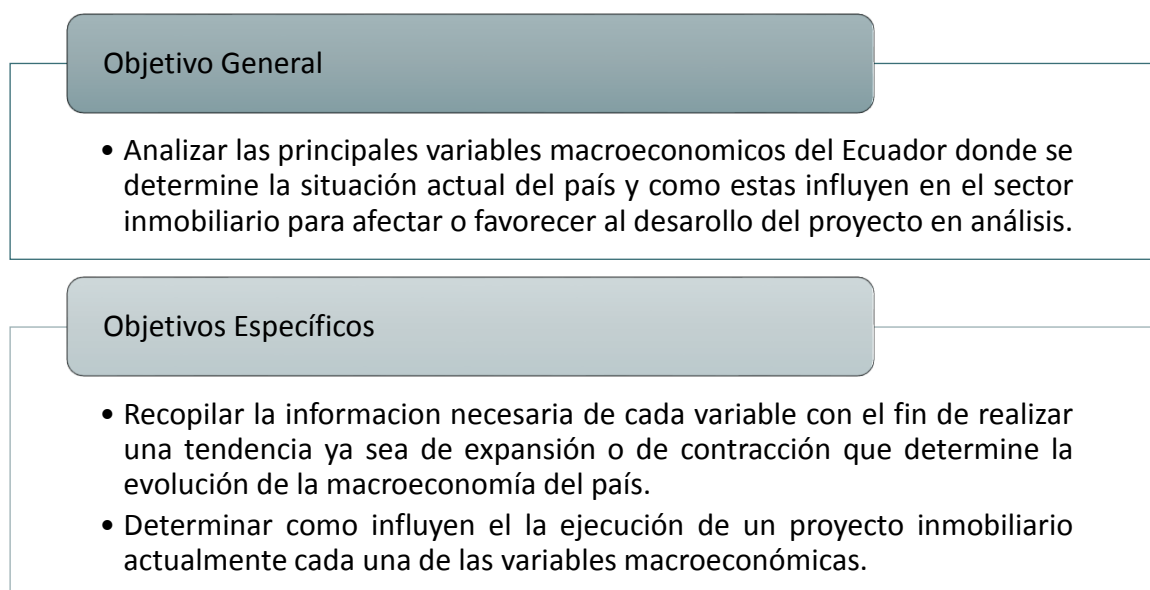 Objetivo General
• Analizar las principales variables macroeconomicos del Ecuador donde se
determine la situación actual del país y como estas influyen en el sector
inmobiliario para afectar o favorecer al desarollo del proyecto en análisis.
Objetivos Específicos
• Recopilar la informacion necesaria de cada variable con el fin de realizar
una tendencia ya sea de expansión o de contracción que determine la
evolución de la macroeconomía del país.
• Determinar como influyen el la ejecución de un proyecto inmobiliario
actualmente cada una de las variables macroeconómicas.